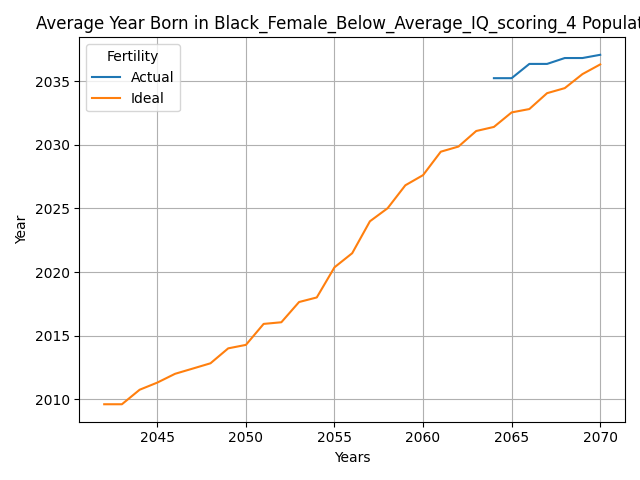 Average Year Born in Black_Female_Below_Average_IQ_scoring_4 Populat
Fertility
Actual
Ideal
2035
2030
2025
2020
2015
2010
Year
2045 2050 2055 2060 2065 2070
Years